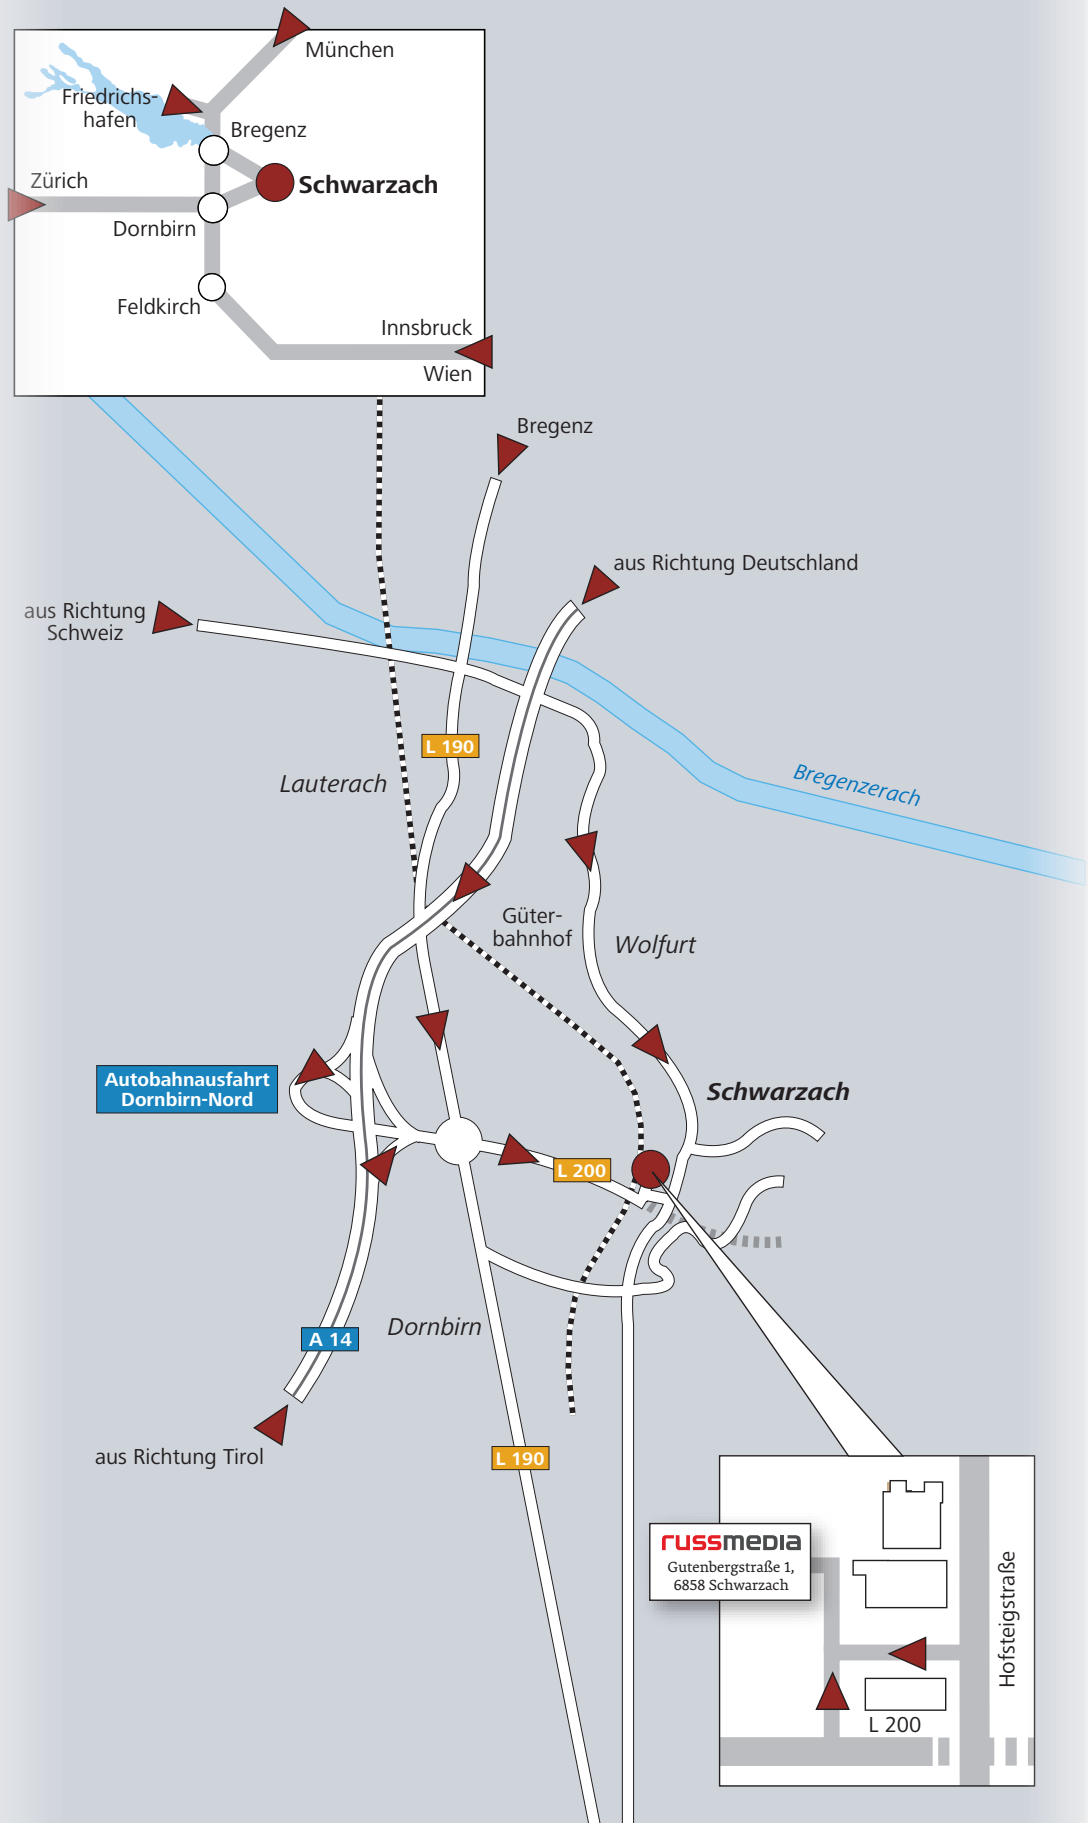 München
Friedrichs-
hafen
Bregenz
Zürich
Schwarzach
Dornbirn
Feldkirch
Innsbruck
Wien
Bregenz
aus Richtung Deutschland
aus Richtung
Schweiz
L 190
Lauterach
Bregenzerach
Güter-
bahnhof
Wolfurt
Autobahnausfahrt
Dornbirn-Nord
Schwarzach
L 200
Dornbirn
A 14
aus Richtung Tirol
L 190
russmedia
Gutenbergstraße 1,
6858 Schwarzach
Hofsteigstraße
L 200